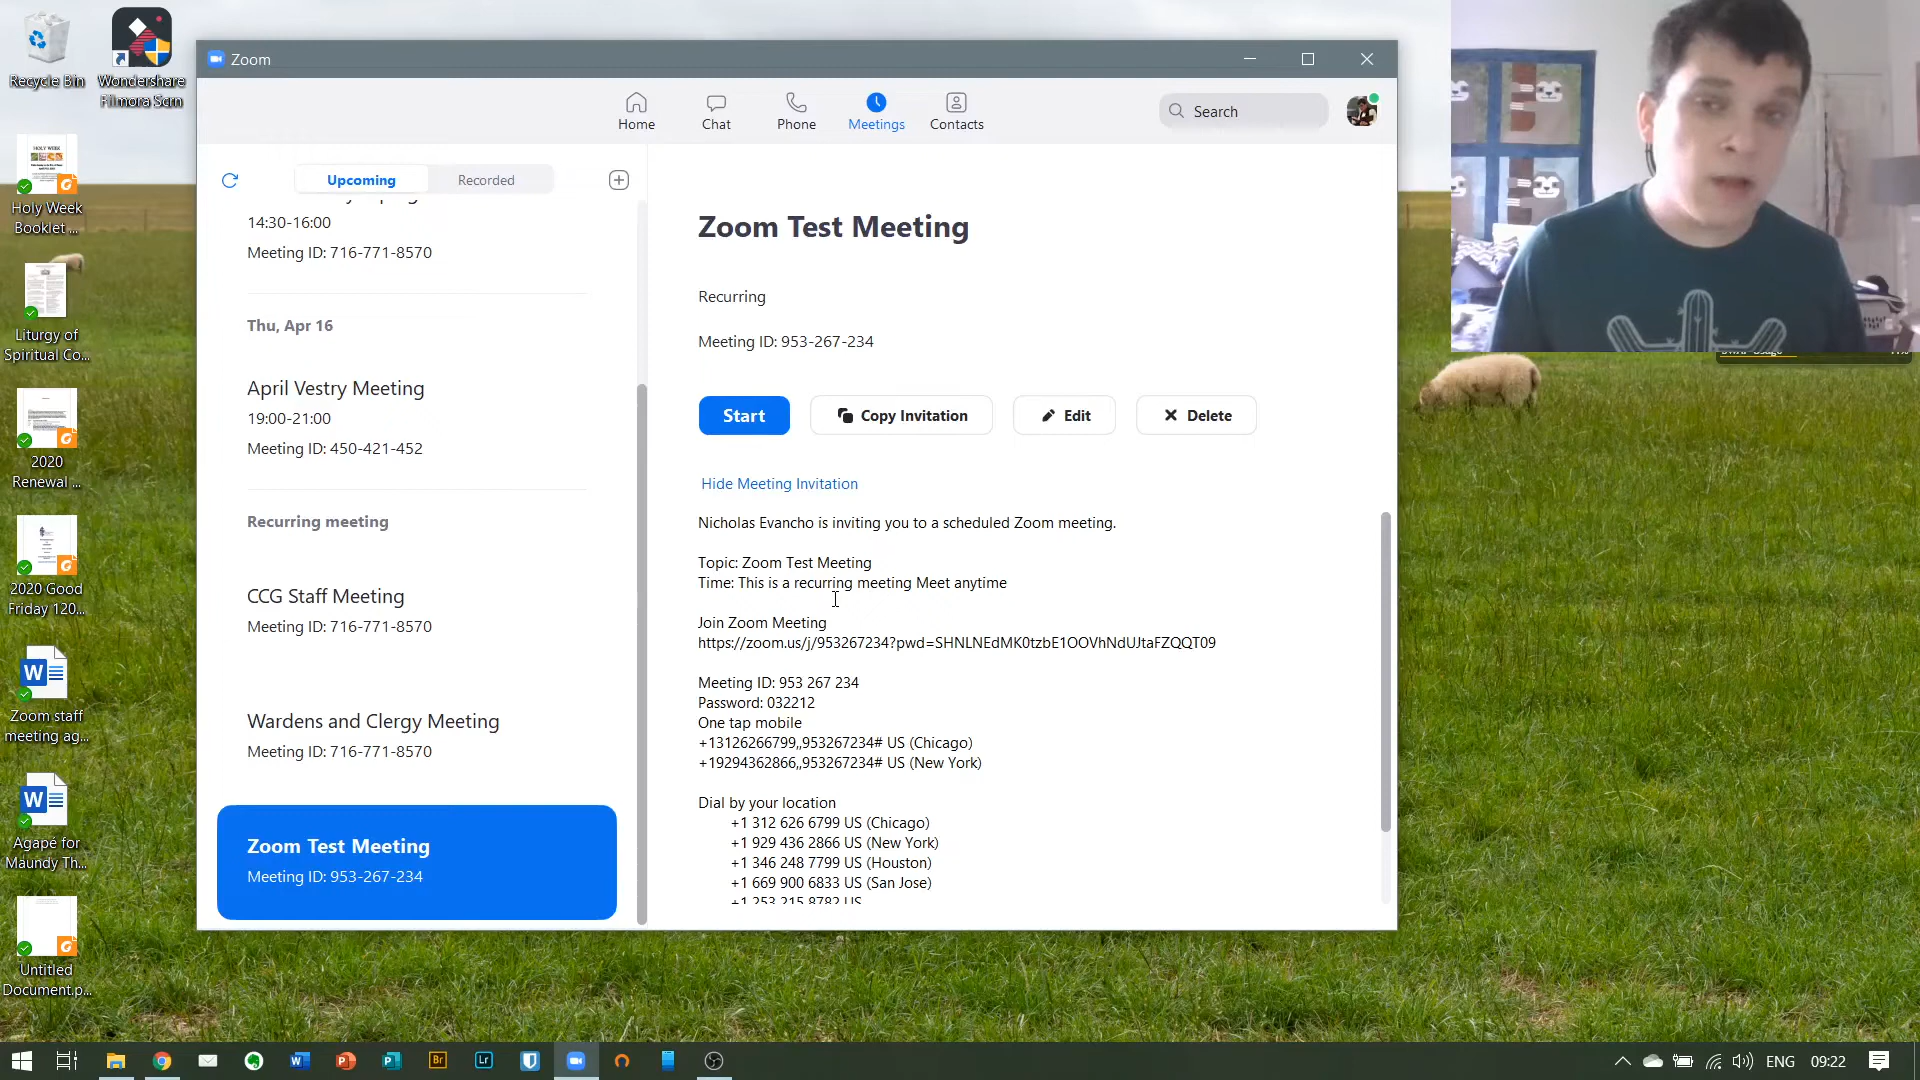 Recycle Bin
Wondershare
Filmora Scrn
HOLY WEEK
Holy Week
Booklet ...
Liturgy of
Spiritual Co...
2020
Renewal ...
2020 Good
Friday 120...
Zoom staff
meeting ag...
Agapé for
Maundy Th...
Untitled
Document.p...
Zoom
Home
Chat
Phone
Meetings
Contacts
Search
Upcoming
Recorded
14:30-16:00
Meeting ID: 716-771-8570
Thu, Apr 16
April Vestry Meeting
19:00-21:00
Meeting ID: 450-421-452
Recurring meeting
CCG Staff Meeting
Meeting ID: 716-771-8570
Wardens and Clergy Meeting
Meeting ID: 716-771-8570
Zoom Test Meeting
Meeting ID: 953-267-234
Zoom Test Meeting
Recurring
Meeting ID: 953-267-234
Start
Copy Invitation
Edit
Delete
Hide Meeting Invitation
Nicholas Evancho is inviting you to a scheduled Zoom meeting.
Topic: Zoom Test Meeting
Time: This is a recurring meeting Meet anytime
Join Zoom Meeting
https://zoom.us/j/953267234?pwd=SHNLNEdMK0tzbE1OOVhNdUJtaFZQQT09
Meeting ID: 953 267 234
Password: 032212
One tap mobile
+13126266799,,953267234# US (Chicago)
+19294362866,,953267234# US (New York)
Dial by your location
+1 312 626 6799 US (Chicago)
+1 929 436 2866 US (New York)
+1 346 248 7799 US (Houston)
+1 669 900 6833 US (San Jose)
+1 253 215 8782 US
ENG
09:22